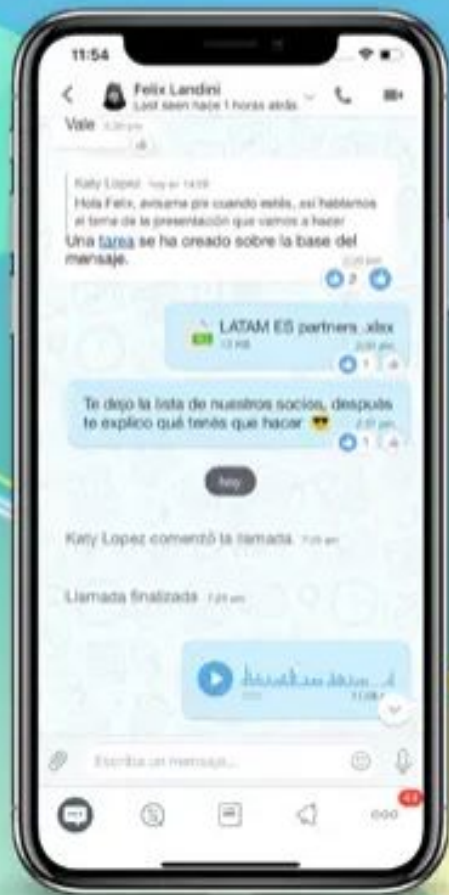 11:54
Felix Landini
Last seen hace 1 horas atrás
Vale
Katy Lopez
Hola Felix, avisame por cuando estés, así hablamos
el tema de la presentación que vamos a hacer
Una tarea se ha creado sobre la base del
mensaje.
2
LATAM ES partners .xlsx
1
Te dejo la lista de nuestros socios, después
te explico qué tenés que hacer
1
hoy
Katy Lopez comentó la llamada
Llamada finalizada
Escriba un mensaje...